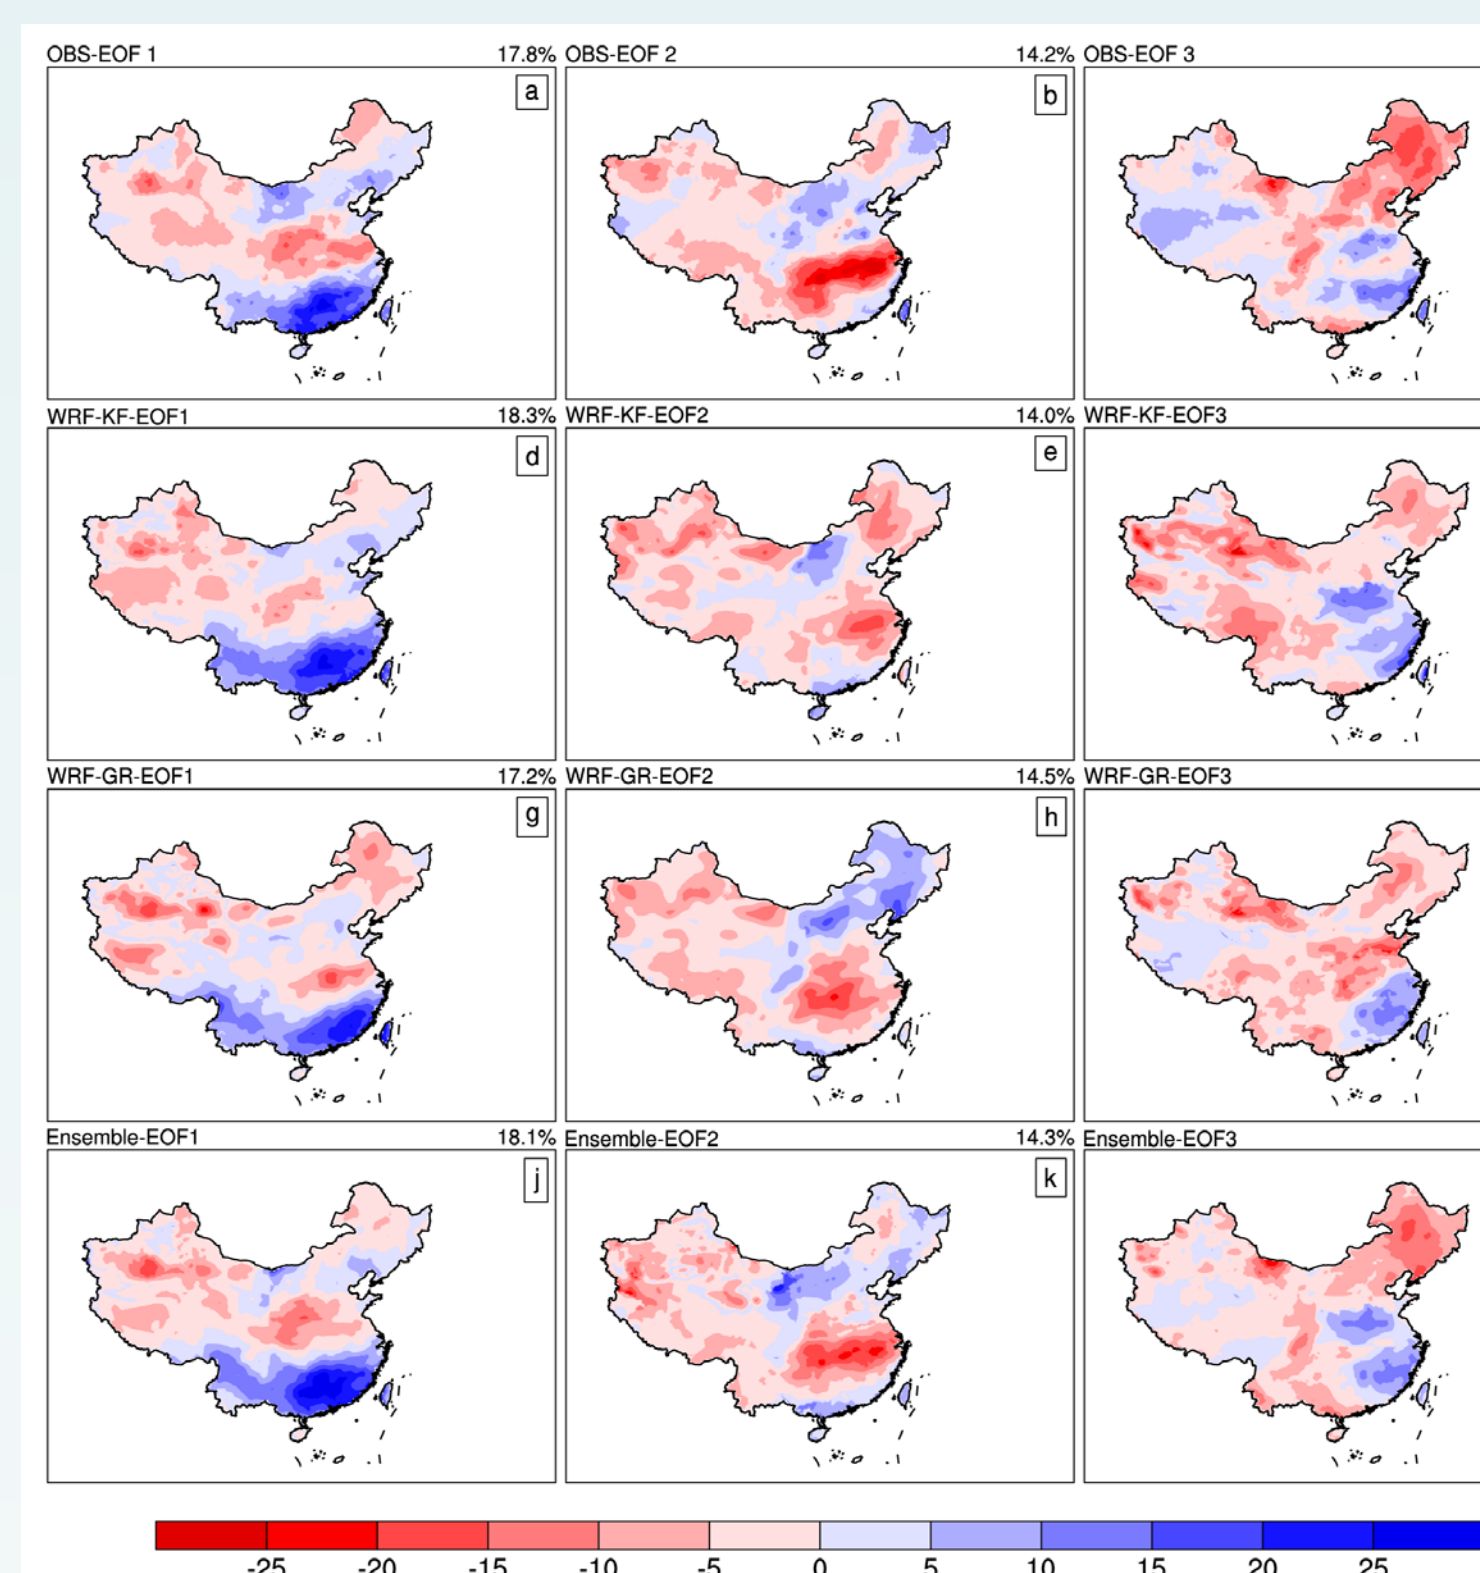 OBS-EOF 1 17.8% OBS-EOF 2 14.2% OBS-EOF 3
a b
WRF-KF-EOF1 18.3% WRF-KF-EOF2 14.0% WRF-KF-EOF3
d e
WRF-GR-EOF1 17.2% WRF-GR-EOF2 14.5% WRF-GR-EOF3
g h
Ensemble-EOF1 18.1% Ensemble-EOF2 14.3% Ensemble-EOF3
j k
-25 -20 -15 -10 -5 0 5 10 15 20 25